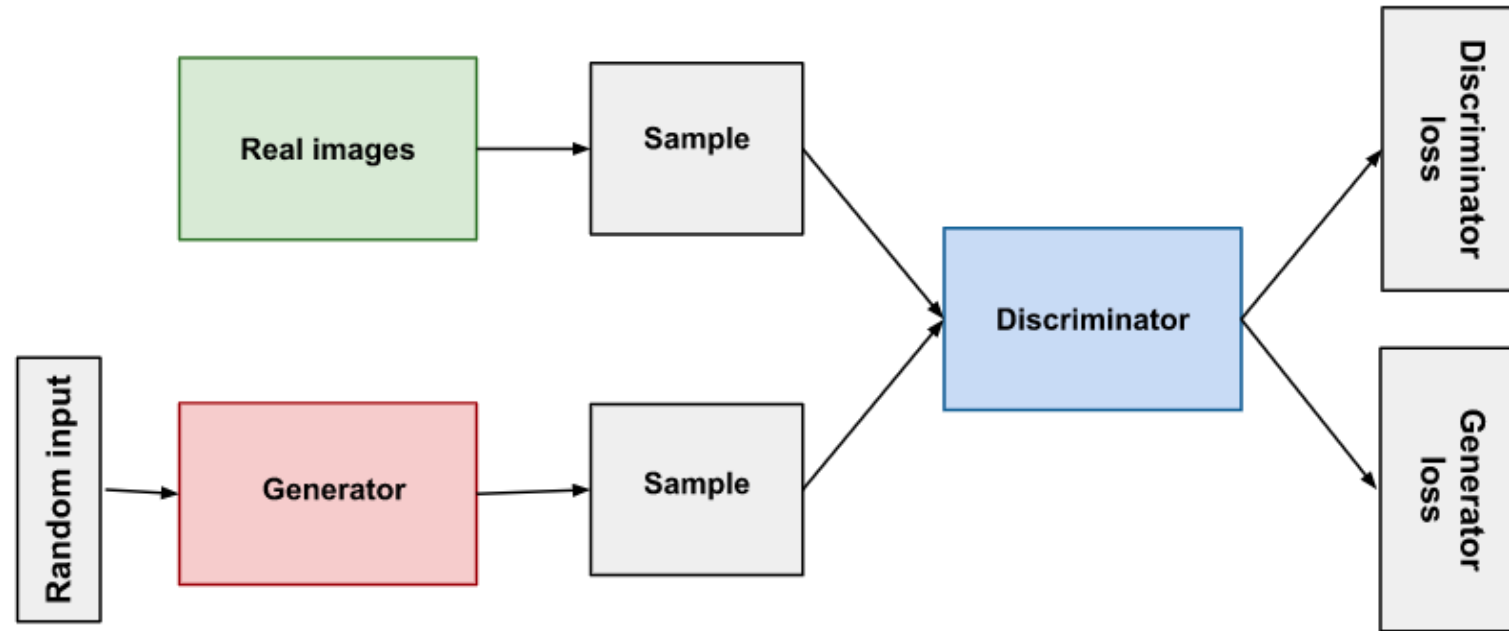 Real images
Sample
Discriminator
loss
Discriminator
Random input
Generator
Sample
Generator
loss